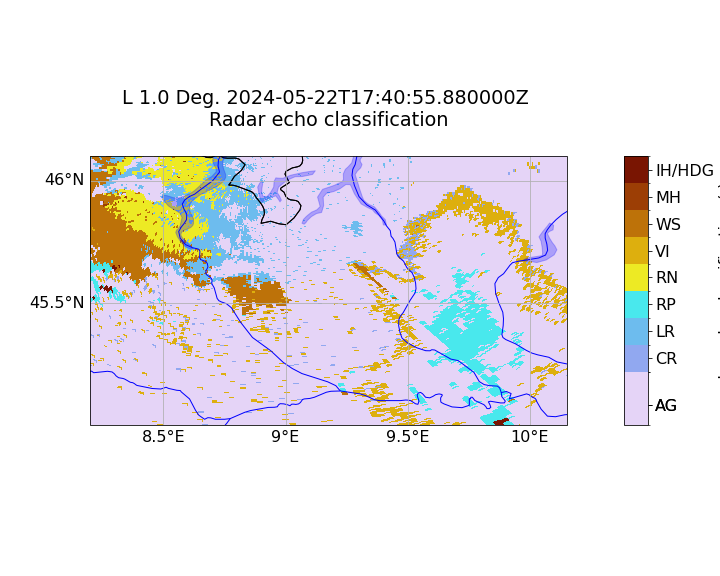 L 1.0 Deg. 2024-05-22T17:40:55.880000Z
Radar echo classification
46°N
45.5°N
8.5°E
9°E
9.5°E
10°E
IH/HDG
MH
WS
VI
RN
RP
LR
CR
AG